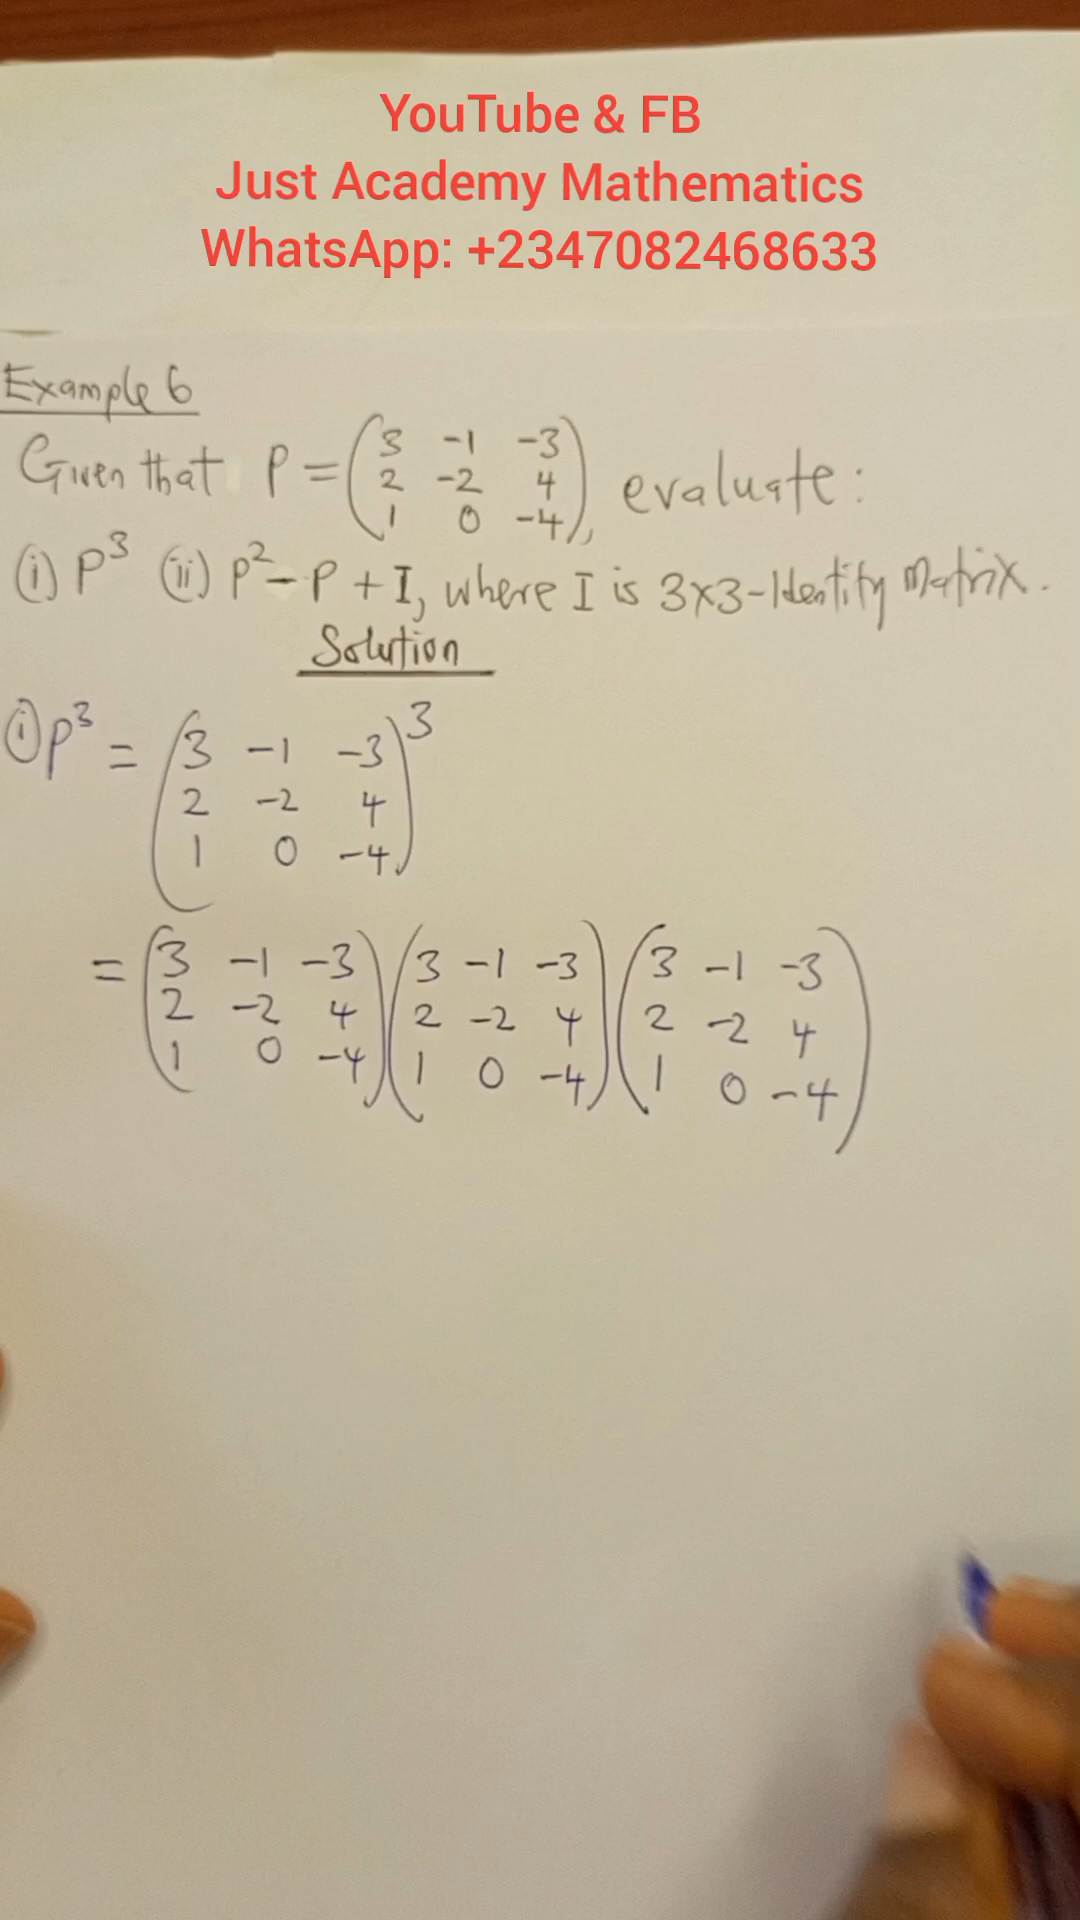 YouTube & FB
Just Academy Mathematics
WhatsApp: +2347082468633
Example 6
Given that P = (3 -1 -3
2 -2 4
1 0 -4), evaluate:
(i) P³ (ii) P² - P + I, where I is 3x3-Identity Matrix.
Solution
(i) P³ = (3 -1 -3
2 -2 4
1 0 -4)³
= (3 -1 -3) (3 -1 -3) (3 -1 -3)
(2 -2 4) (2 -2 4) (2 -2 4)
(1 0 -4) (1 0 -4) (1 0 -4)